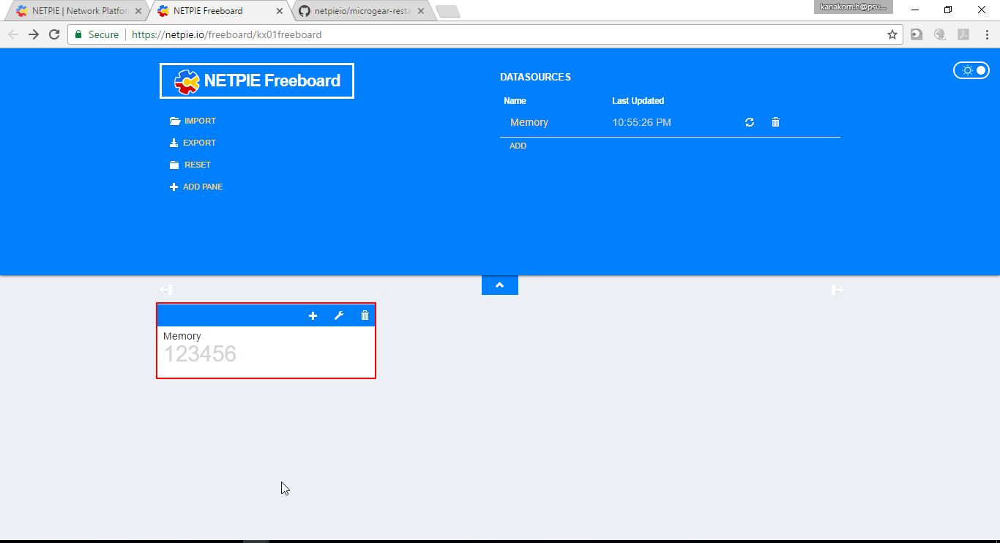 NETPIE | Network Platfor
NETPIE Freeboard
netpieio/microgear-resta
kanakorn.h@psu...
Secure
https://netpie.io/freeboard/kx01freeboard
NETPIE Freeboard
IMPORT
EXPORT
RESET
ADD PANE
DATASOURCES
Name Last Updated
Memory 10:55:26 PM
ADD
Memory
123456